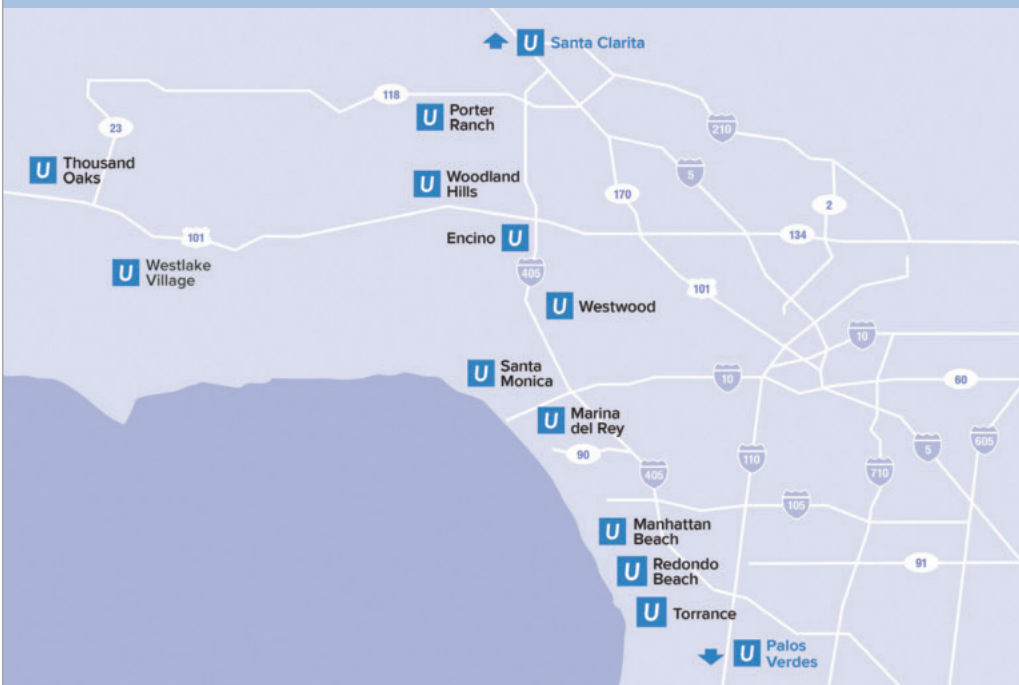 U Santa Clarita
118
U Porter
Ranch
23
210
U Thousand
Oaks
U Woodland
Hills
5
170
2
101
Encino U
134
U Westlake
Village
405
101
U Westwood
10
U Santa
Monica
10
60
U Marina
del Rey
90
405
110
710
5
605
105
U Manhattan
Beach
U Redondo
Beach
91
U Torrance
U Palos
Verdes